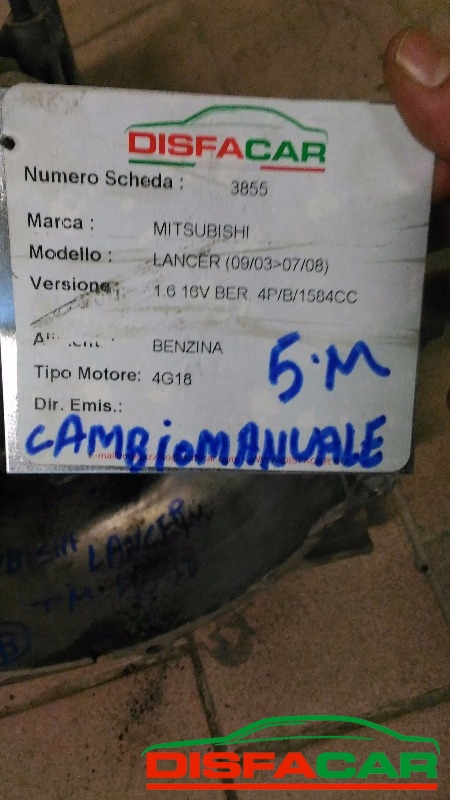 DISFACAR
Numero Scheda : 3855
Marca : MITSUBISHI
Modello : LANCER (09/03>07/08)
Versione : 1.6 16V BER. 4P/B/1584CC
BENZINA
5.M
Tipo Motore: 4G18
Dir. Emis.:
CAMBIOMANUALE
LANCER
TM
B
DISFACAR